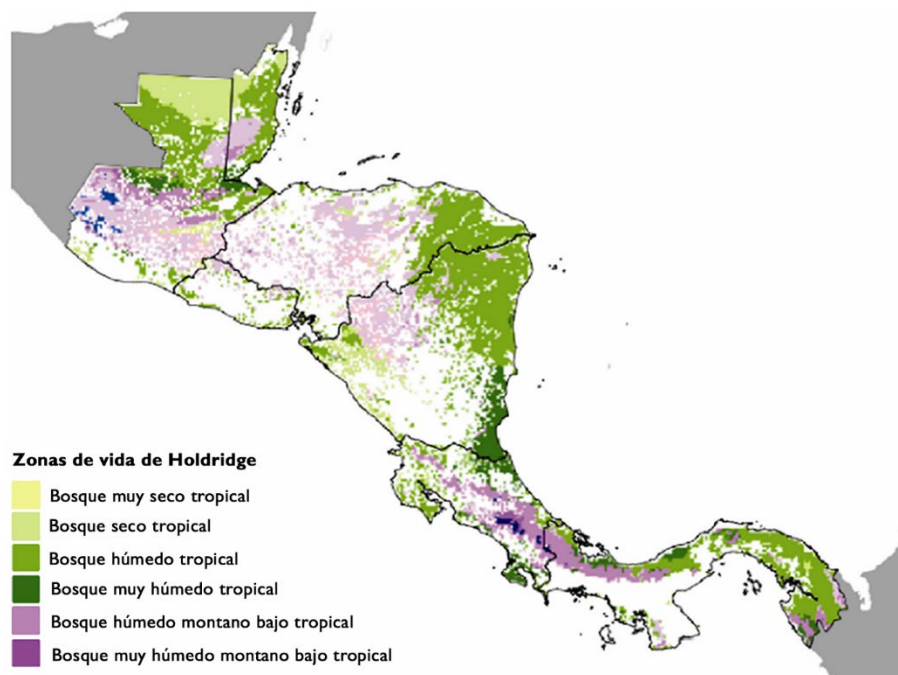 Zonas de vida de Holdridge
Bosque muy seco tropical
Bosque seco tropical
Bosque húmedo tropical
Bosque muy húmedo tropical
Bosque húmedo montano bajo tropical
Bosque muy húmedo montano bajo tropical